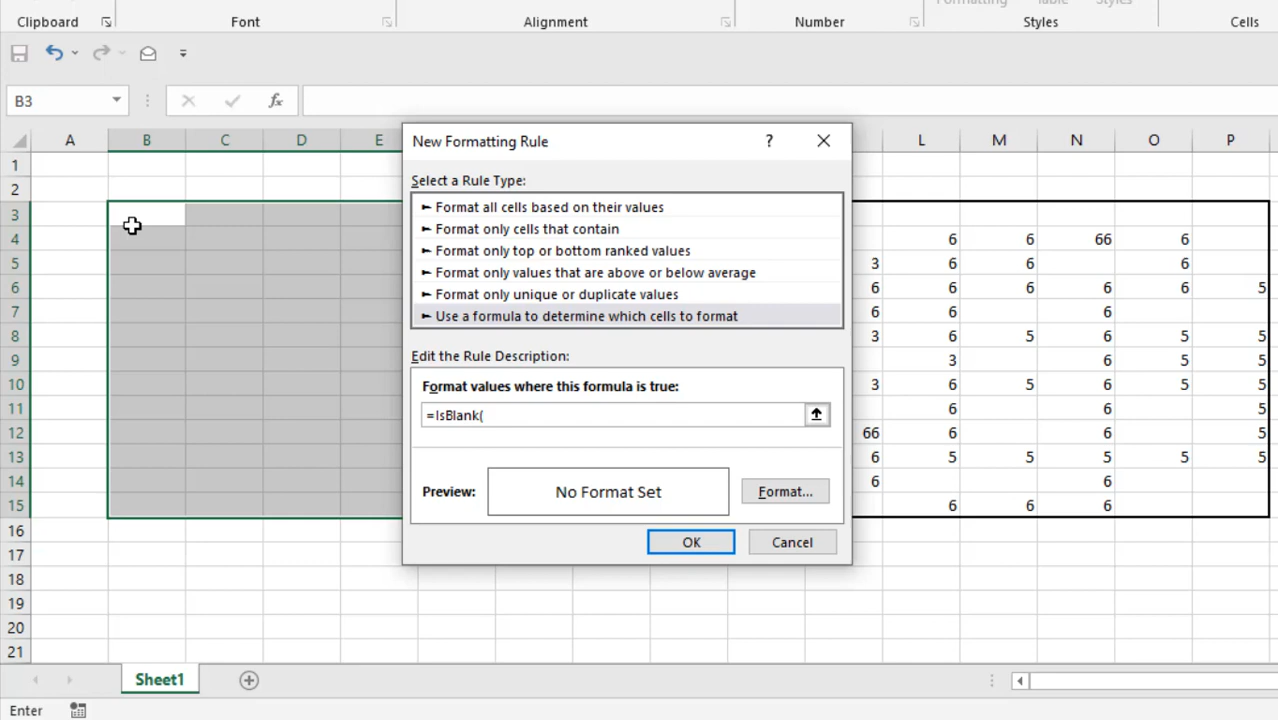 Formatting Table Styles
Clipboard Font Alignment Number Styles Cells
B3 fx
A B C D E L M N O P
New Formatting Rule ? 
Select a Rule Type:
► Format all cells based on their values
► Format only cells that contain
► Format only top or bottom ranked values
► Format only values that are above or below average
► Format only unique or duplicate values
► Use a formula to determine which cells to format
Edit the Rule Description:
Format values where this formula is true:
=IsBlank(
Preview: No Format Set Format...
OK Cancel
1
2
3
4 6 6 66 6
5 3 6 6 6
6 6 6 6 6 6 5
7 6 6 6
8 3 6 5 6 5 5
9 3 6 5 5
10 3 6 5 6 5 5
11 6 6 5
12 66 6 6 5
13 6 5 5 5 5 5
14 6 6
15 6 6 6
16
17
18
19
20
21
Sheet1
Enter